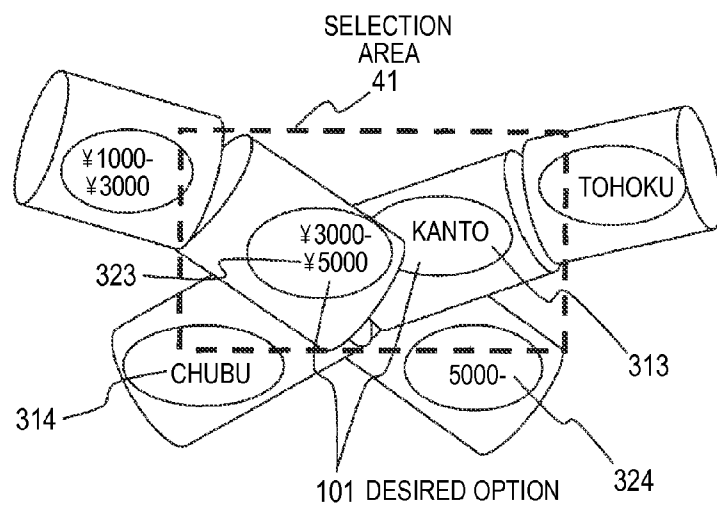 SELECTION
AREA
41
¥1000-
¥3000
TOHOKU
¥3000-
¥5000
KANTO
323
313
CHUBU
5000-
314
324
101 DESIRED OPTION